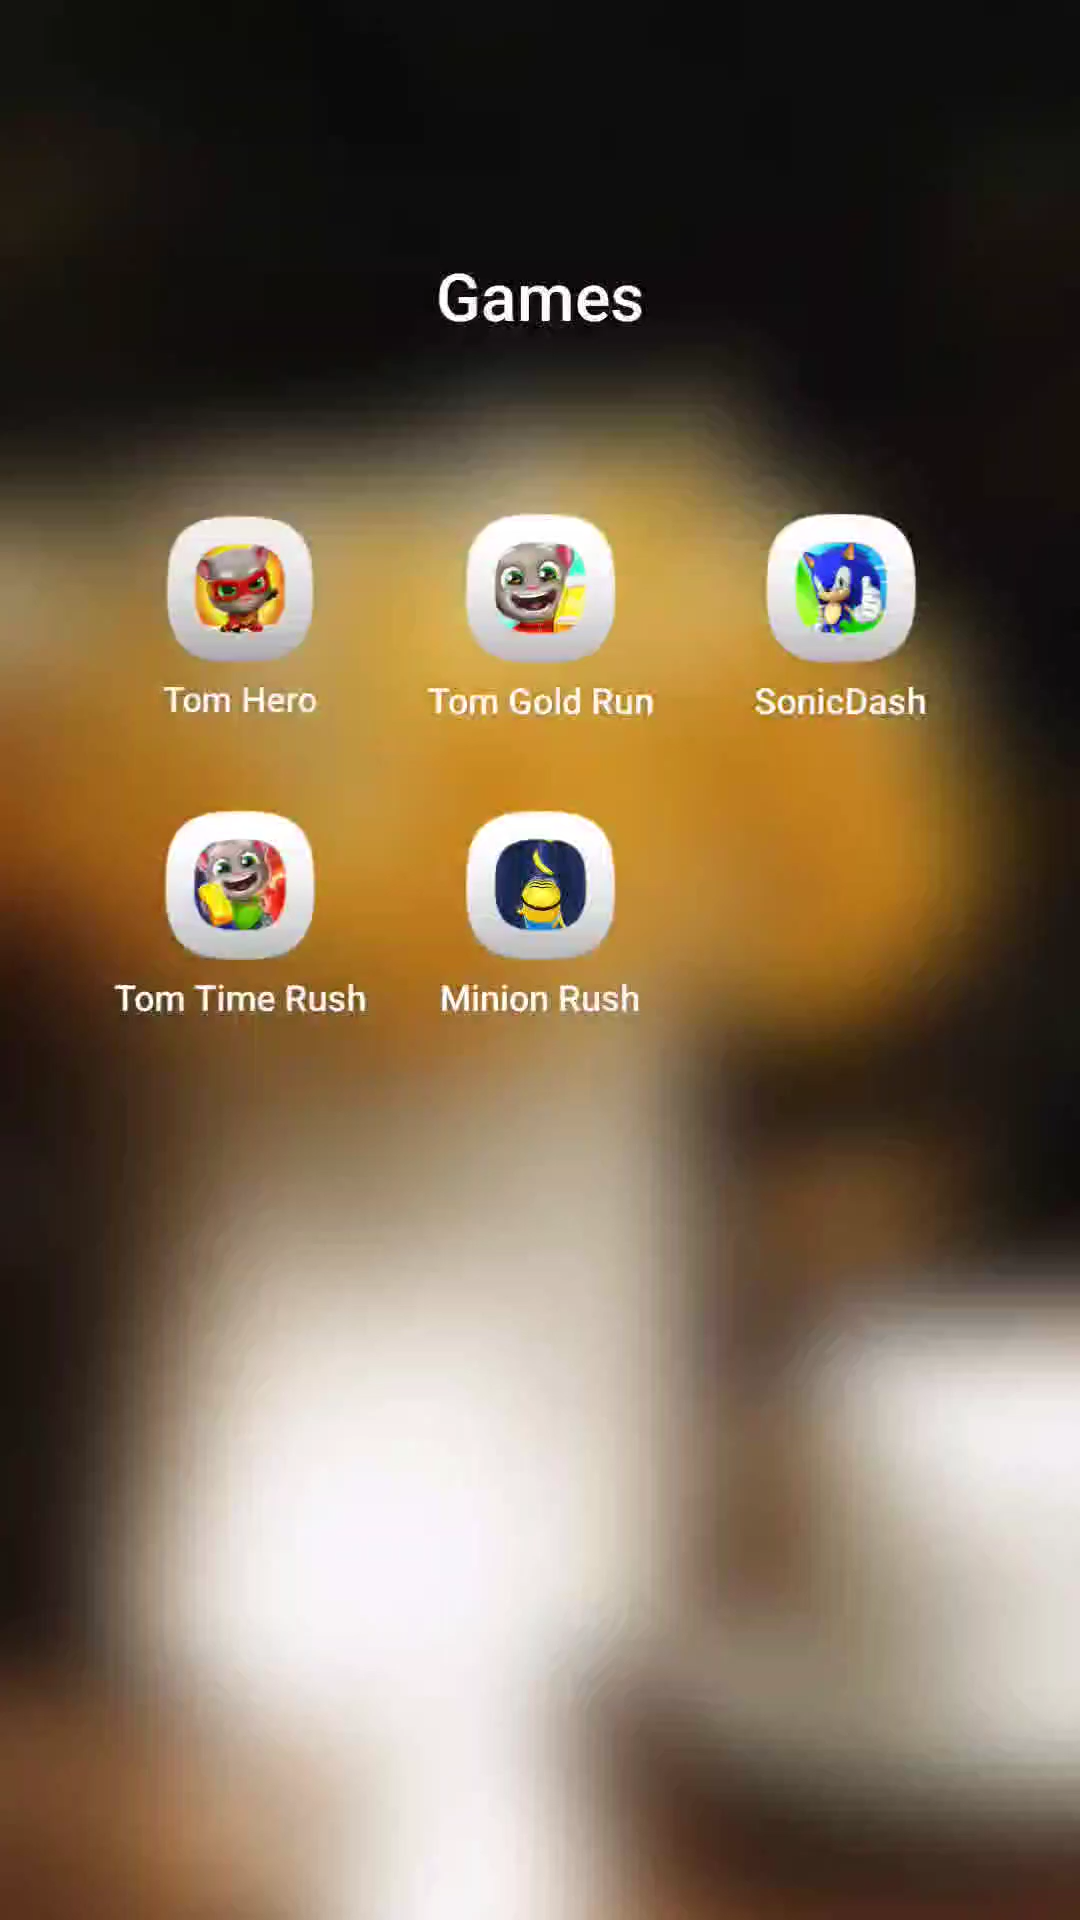 Games
Tom Hero
Tom Gold Run
SonicDash
Tom Time Rush
Minion Rush